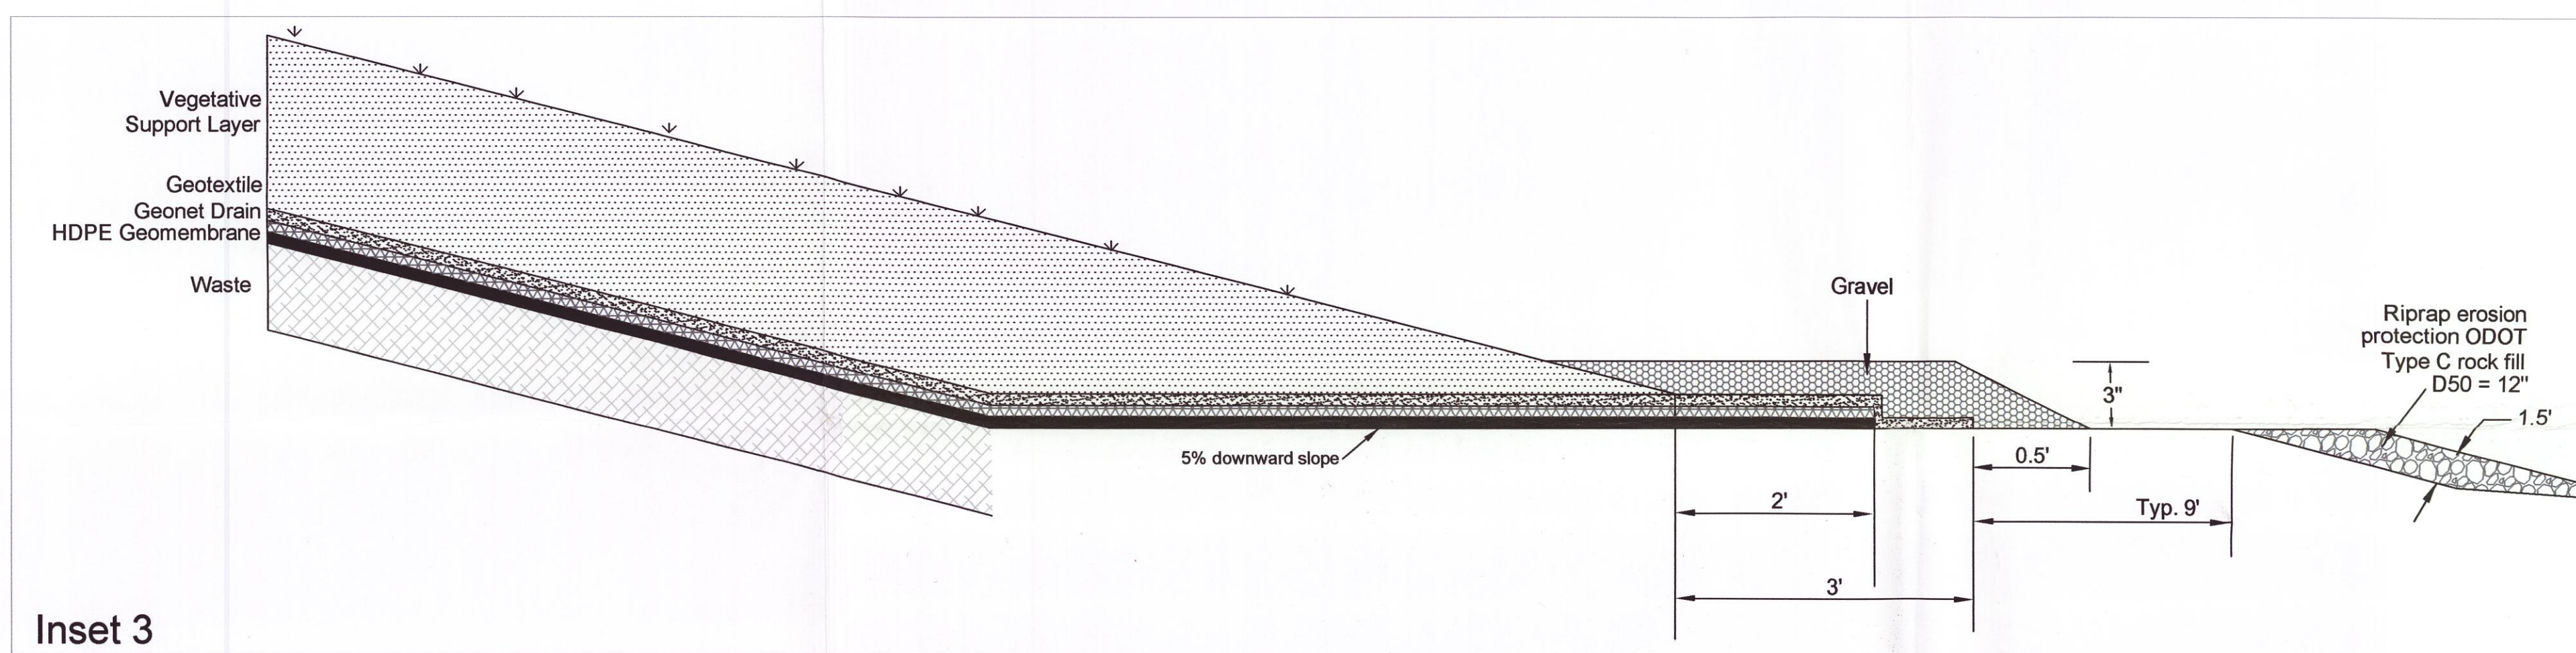 Vegetative
Support Layer
Geotextile
Geonet Drain
HDPE Geomembrane
Waste
Gravel
Riprap erosion
protection ODOT
Type C rock fill
D50 = 12"
3"
1.5'
5% downward slope
0.5'
2'
Typ. 9'
3'
Inset 3